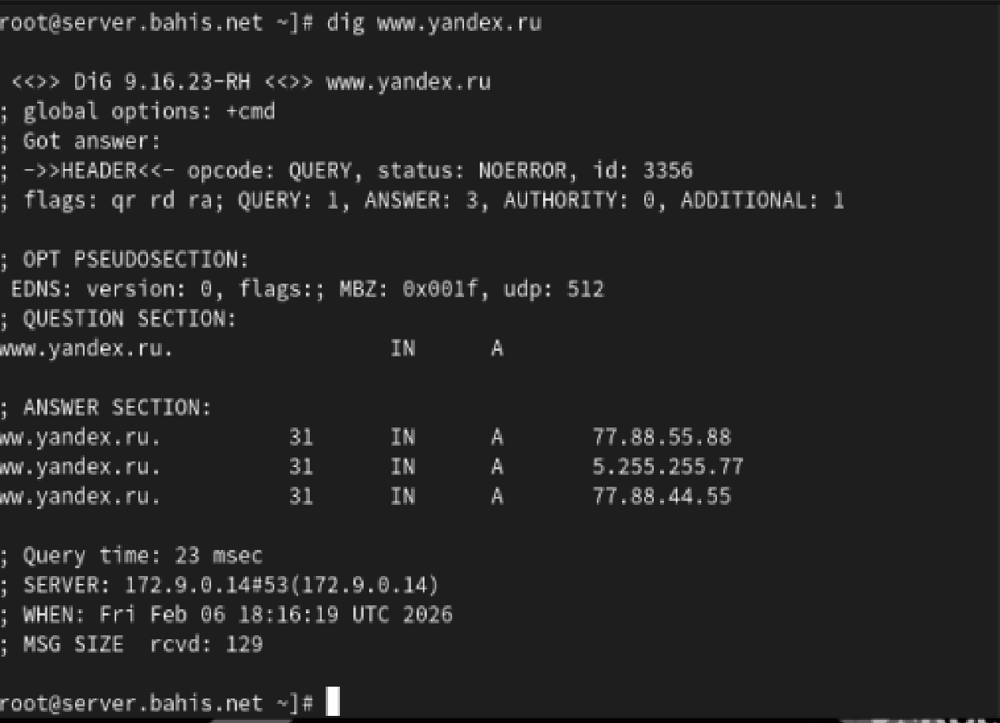 root@server.bahis.net ~]# dig www.yandex.ru
<<>> DiG 9.16.23-RH <<>> www.yandex.ru
; global options: +cmd
; Got answer:
; ->>HEADER<<- opcode: QUERY, status: NOERROR, id: 3356
; flags: qr rd ra; QUERY: 1, ANSWER: 3, AUTHORITY: 0, ADDITIONAL: 1
; OPT PSEUDOSECTION:
EDNS: version: 0, flags:; MBZ: 0x001f, udp: 512
; QUESTION SECTION:
www.yandex.ru. IN A
; ANSWER SECTION:
ww.yandex.ru. 31 IN A 77.88.55.88
ww.yandex.ru. 31 IN A 5.255.255.77
ww.yandex.ru. 31 IN A 77.88.44.55
; Query time: 23 msec
; SERVER: 172.9.0.14#53(172.9.0.14)
; WHEN: Fri Feb 06 18:16:19 UTC 2026
; MSG SIZE rcvd: 129
root@server.bahis.net ~]#